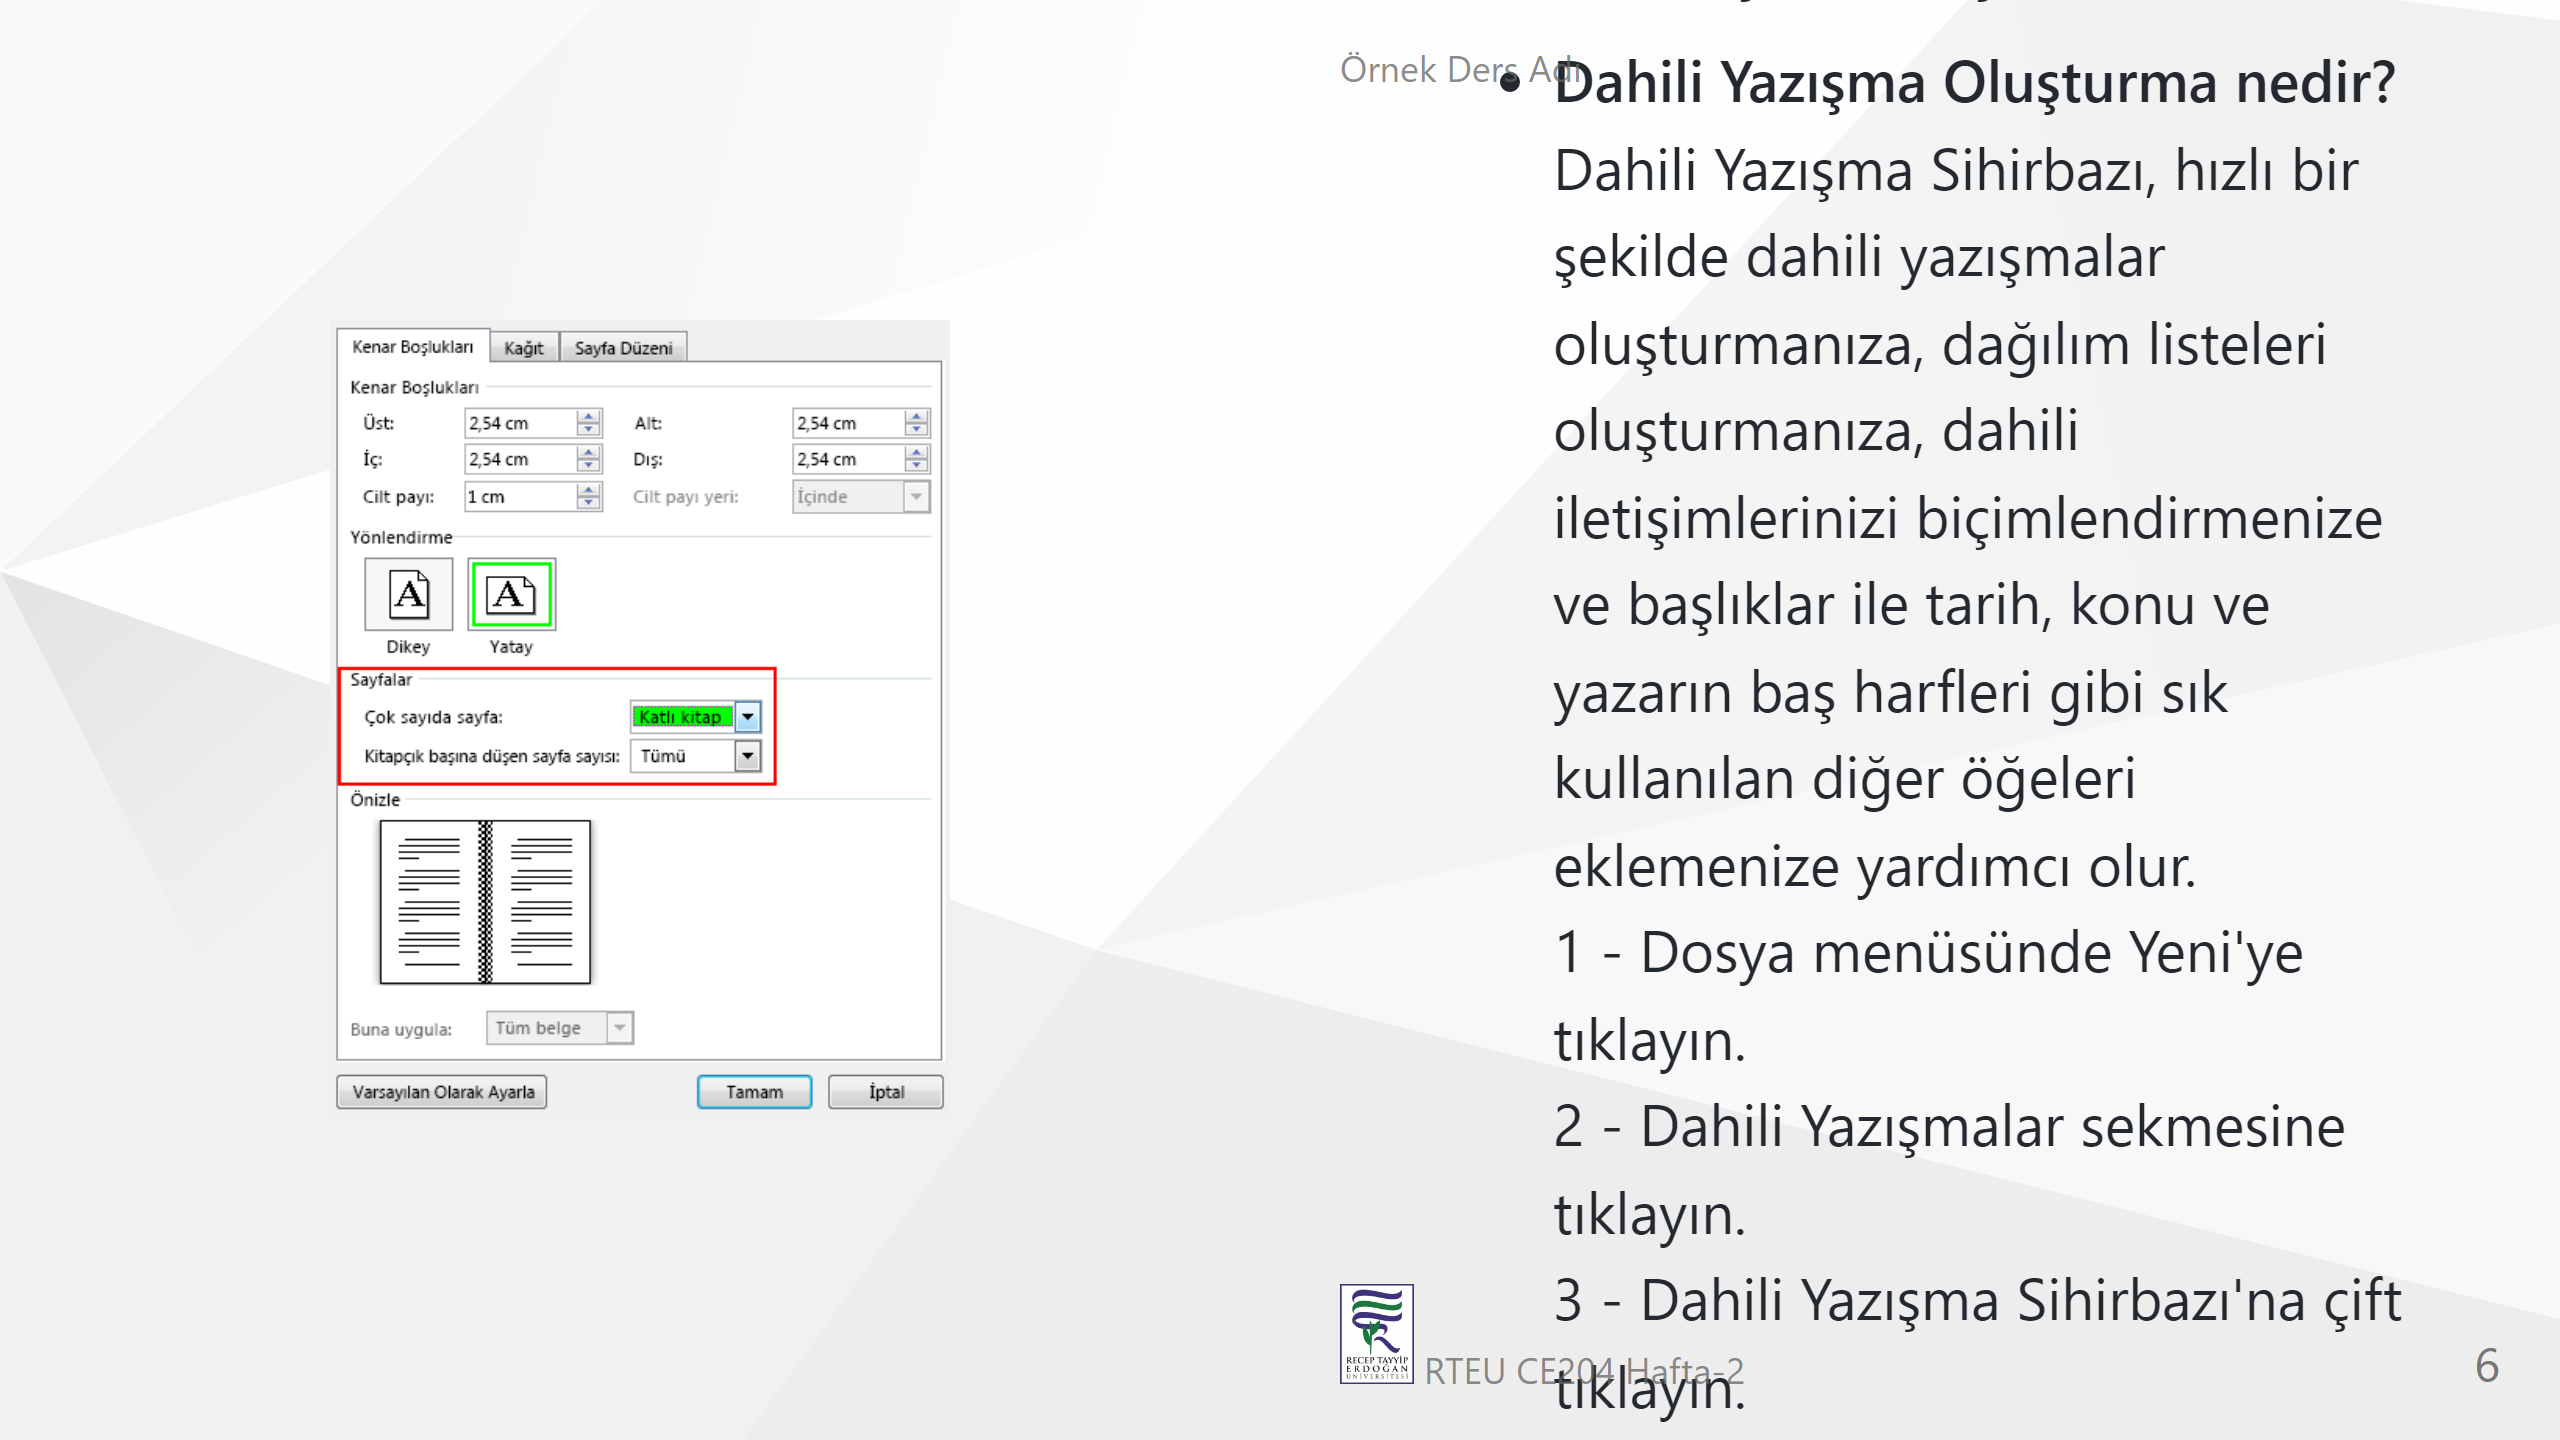 Kenar Boşlukları Kağıt Sayfa Düzeni
Kenar Boşlukları
Üst: 2,54 cm Alt: 2,54 cm
İç: 2,54 cm Dış: 2,54 cm
Cilt payı: 1 cm Cilt payı yeri: İçinde
Yönlendirme
A A
Dikey Yatay
Sayfalar
Çok sayıda sayfa: Katlı kitap
Kitapçık başına düşen sayfa sayısı: Tümü
Önizle
Buna uygula: Tüm belge
Varsayılan Olarak Ayarla Tamam İptal
Örnek Ders Adı
• Dahili Yazışma Oluşturma nedir?
Dahili Yazışma Sihirbazı, hızlı bir
şekilde dahili yazışmalar
oluşturmanıza, dağılım listeleri
oluşturmanıza, dahili
iletişimlerinizi biçimlendirmenize
ve başlıklar ile tarih, konu ve
yazarın baş harfleri gibi sık
kullanılan diğer öğeleri
eklemenize yardımcı olur.
1 - Dosya menüsünde Yeni'ye
tıklayın.
2 - Dahili Yazışmalar sekmesine
tıklayın.
3 - Dahili Yazışma Sihirbazı'na çift
tıklayın.
RECEP TAYYİP
ERDOĞAN
ÜNİVERSİTESİ
RTEU CE204 Hafta-2
6